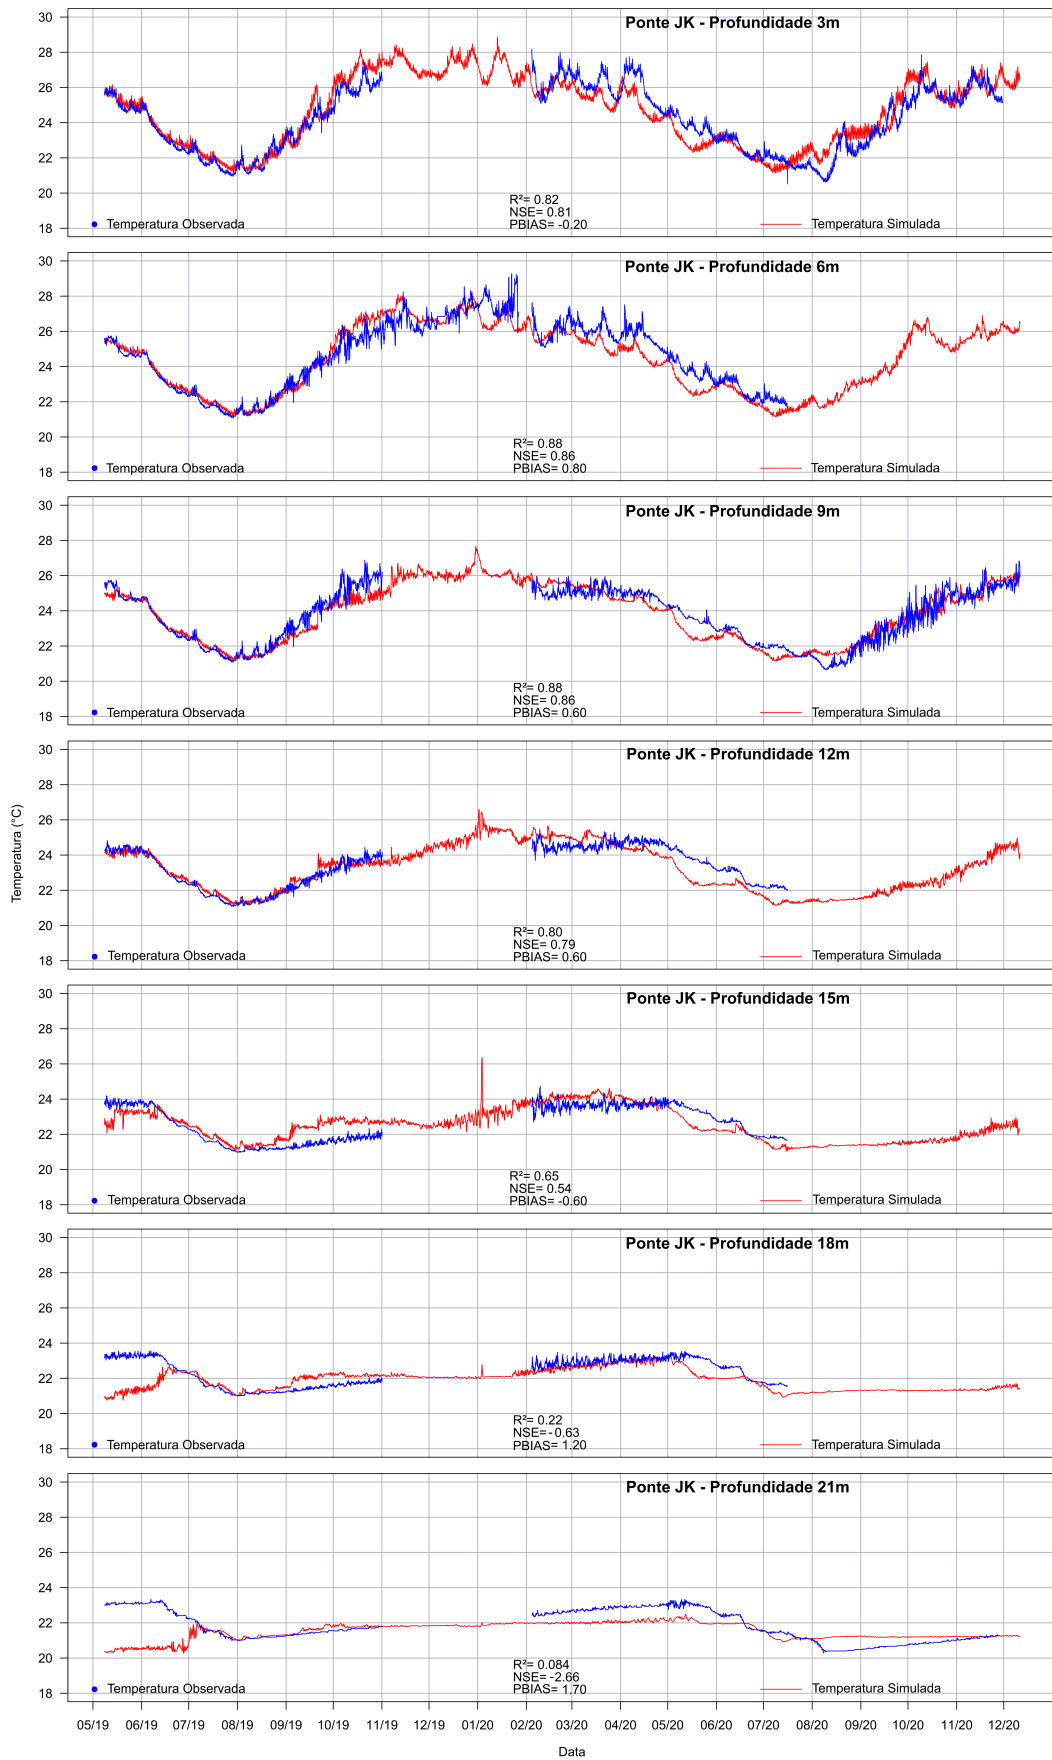 Ponte JK - Profundidade 3m
30
28
26
24
22
20
18
R²= 0.82
NSE= 0.81
PBIAS= -0.20
Temperatura Observada
Temperatura Simulada
Ponte JK - Profundidade 6m
30
28
26
24
22
20
18
R²= 0.88
NSE= 0.86
PBIAS= 0.80
Temperatura Observada
Temperatura Simulada
Ponte JK - Profundidade 9m
30
28
26
24
22
20
18
R²= 0.88
NSE= 0.86
PBIAS= 0.60
Temperatura Observada
Temperatura Simulada
Ponte JK - Profundidade 12m
30
28
26
24
22
20
18
Temperatura (°C)
R²= 0.80
NSE= 0.79
PBIAS= 0.60
Temperatura Observada
Temperatura Simulada
Ponte JK - Profundidade 15m
30
28
26
24
22
20
18
R²= 0.65
NSE= 0.54
PBIAS= -0.60
Temperatura Observada
Temperatura Simulada
Ponte JK - Profundidade 18m
30
28
26
24
22
20
18
R²= 0.22
NSE= -0.63
PBIAS= 1.20
Temperatura Observada
Temperatura Simulada
Ponte JK - Profundidade 21m
30
28
26
24
22
20
18
R²= 0.084
NSE= -2.66
PBIAS= 1.70
Temperatura Observada
Temperatura Simulada
05/19 06/19 07/19 08/19 09/19 10/19 11/19 12/19 01/20 02/20 03/20 04/20 05/20 06/20 07/20 08/20 09/20 10/20 11/20 12/20
Data